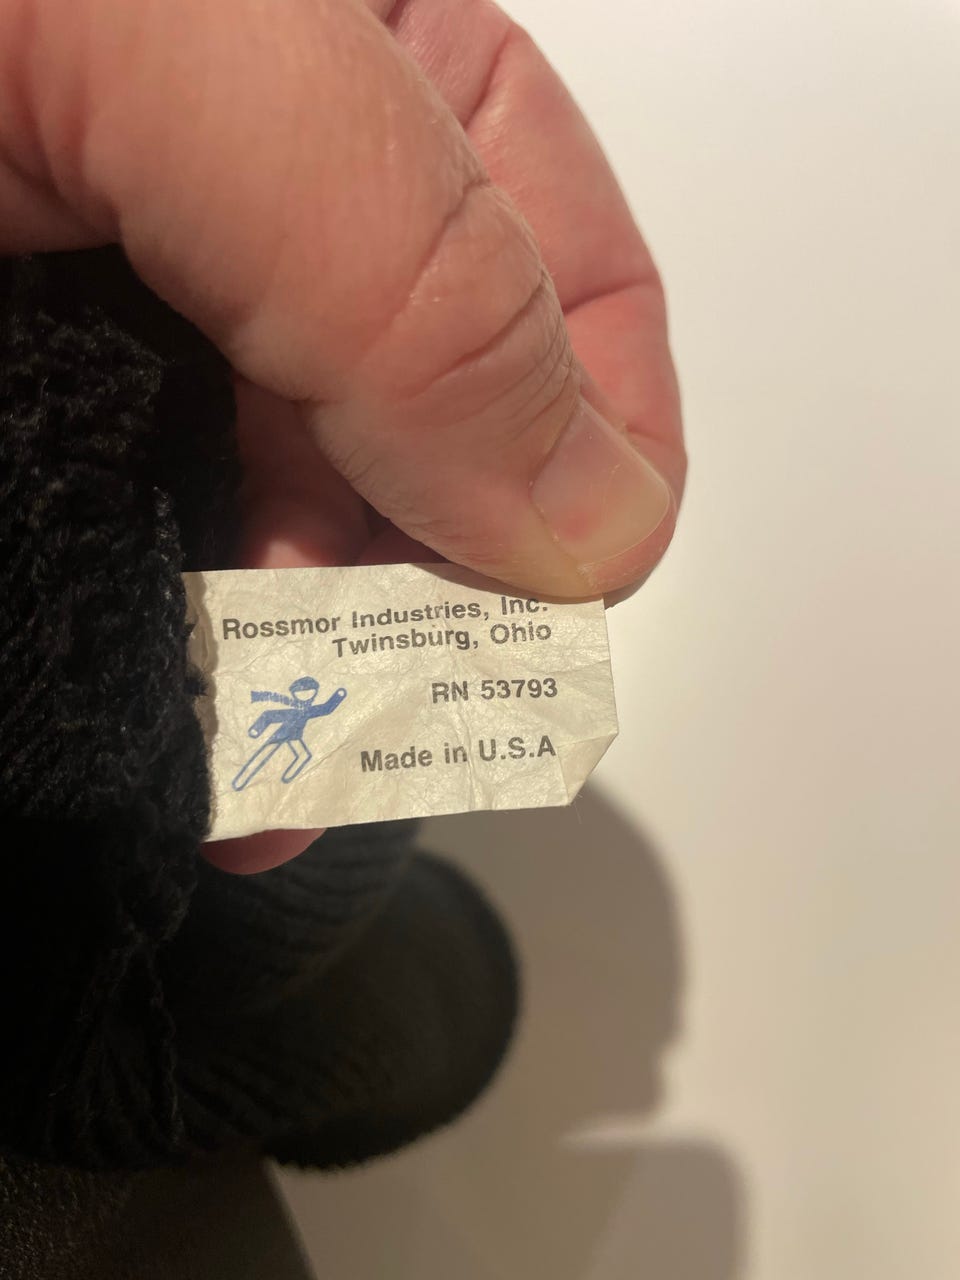 Rossmor Industries, Inc.
Twinsburg, Ohio
RN 53793
Made in U.S.A